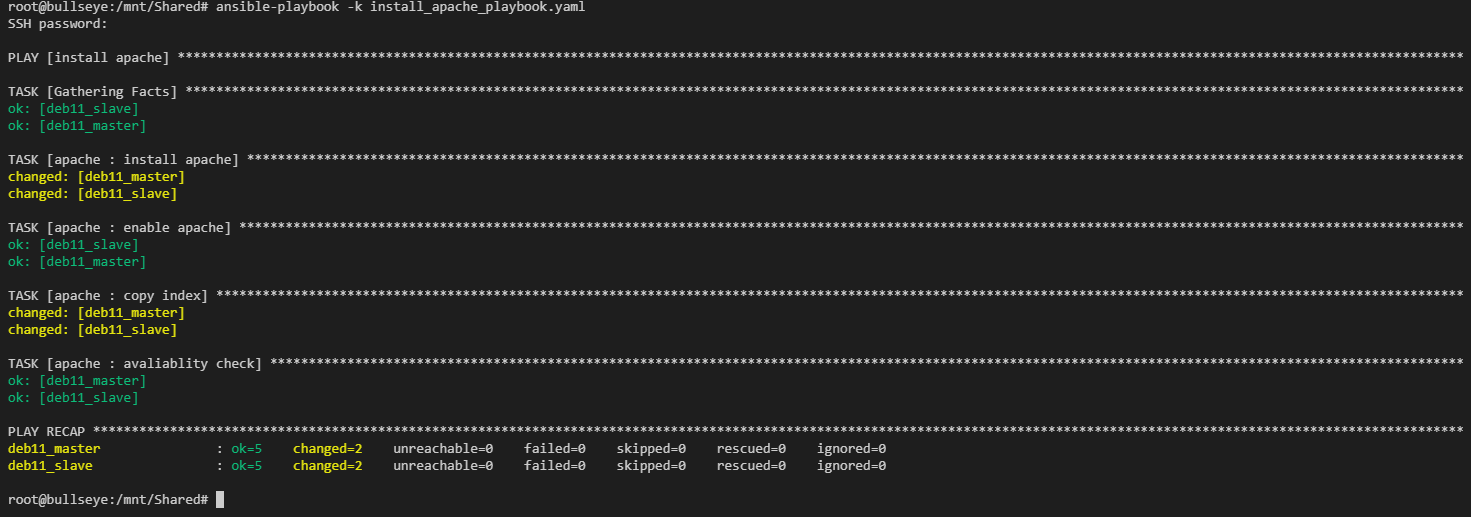 root@bullseye:/mnt/Shared# ansible-playbook -k install_apache_playbook.yaml
SSH password:
PLAY [install apache] ***********************************************************************************************************************************************************************
TASK [Gathering Facts] **********************************************************************************************************************************************************************
ok: [deb11_slave]
ok: [deb11_master]
TASK [apache : install apache] **************************************************************************************************************************************************************
changed: [deb11_master]
changed: [deb11_slave]
TASK [apache : enable apache] ***************************************************************************************************************************************************************
ok: [deb11_slave]
ok: [deb11_master]
TASK [apache : copy index] ******************************************************************************************************************************************************************
changed: [deb11_master]
changed: [deb11_slave]
TASK [apache : avaliablity check] ***********************************************************************************************************************************************************
ok: [deb11_master]
ok: [deb11_slave]
PLAY RECAP **********************************************************************************************************************************************************************************
deb11_master               : ok=5    changed=2    unreachable=0    failed=0    skipped=0    rescued=0    ignored=0
deb11_slave                : ok=5    changed=2    unreachable=0    failed=0    skipped=0    rescued=0    ignored=0
root@bullseye:/mnt/Shared#